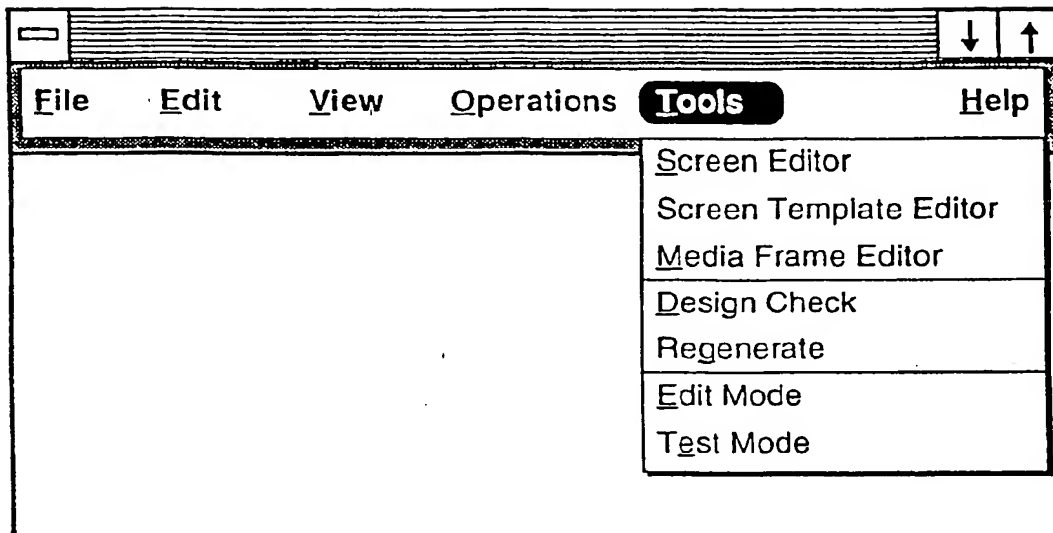 File Edit View Operations Tools Help
Screen Editor
Screen Template Editor
Media Frame Editor
Design Check
Regenerate
Edit Mode
Test Mode